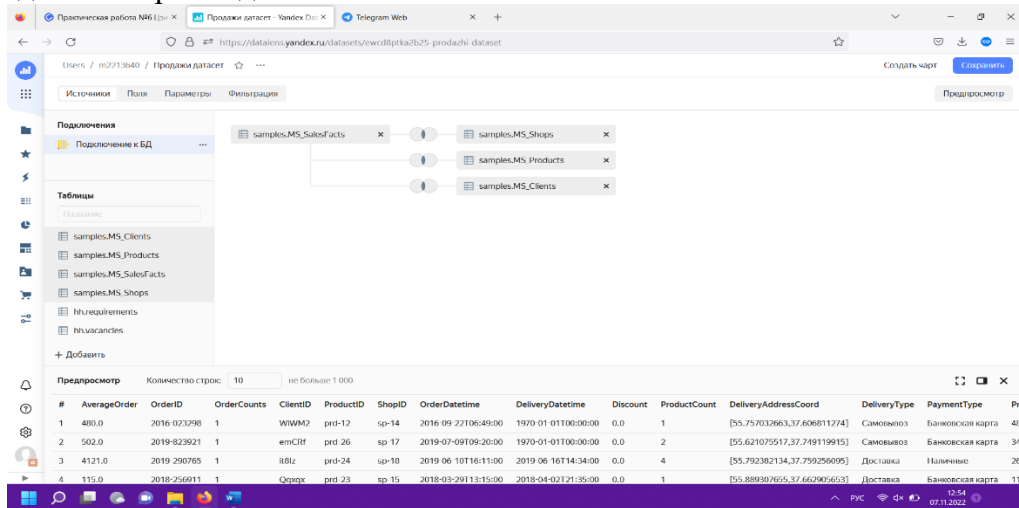 Практическая работа №6 Продажи датасет - Yandex Dat Telegram Web
https://datalens.yandex.ru/datasets/ewcd8ptka2b25-prodazhi-dataset
Users / m2213640 / Продажи датасет Создать чарт Сохранить
Источники Поля Параметры Фильтрация Предпросмотр
Подключения
Подключение к БД
samples.MS_SalesFacts samples.MS_Shops
samples.MS_Products
samples.MS_Clients
Таблицы
Название
samples.MS_Clients
samples.MS_Products
samples.MS_SalesFacts
samples.MS_Shops
hh.requirements
hh.vacancies
+ Добавить
Предпросмотр Количество строк: 10 не больше 1 000
# AverageOrder OrderID OrderCounts ClientID ProductID ShopID OrderDatetime DeliveryDatetime Discount ProductCount DeliveryAddressCoord DeliveryType PaymentType Pr
1 480.0 2016-023298 1 WIWM2 prd-12 sp-14 2016-09-22T06:49:00 1970-01-01T00:00:00 0.0 1 [55.757032663,37.606811274] Самовывоз Банковская карта 48
2 502.0 2019-823921 1 emCRf prd-26 sp-17 2019-07-09T09:20:00 1970-01-01T00:00:00 0.0 2 [55.621075517,37.749119915] Самовывоз Банковская карта 34
3 4121.0 2019-290765 1 it8lz prd-24 sp-18 2019-06-10T16:11:00 2019-06-16T14:34:00 0.0 4 [55.792382134,37.759256095] Доставка Наличные 26
4 115.0 2018-256911 1 Qqxqx prd-23 sp-15 2018-03-29T13:15:00 2018-04-02T21:35:00 0.0 1 [55.889307655,37.662905653] Доставка Банковская карта 11
РУС 12:54
07.11.2022 1